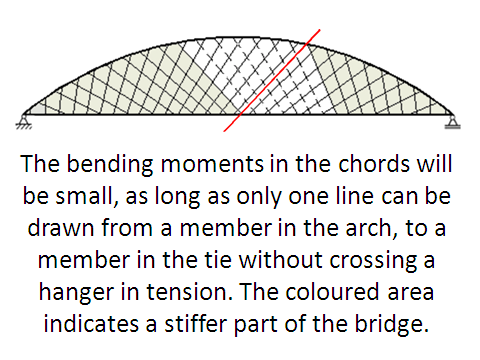 The bending moments in the chords will
be small, as long as only one line can be
drawn from a member in the arch, to a
member in the tie without crossing a
hanger in tension. The coloured area
indicates a stiffer part of the bridge.